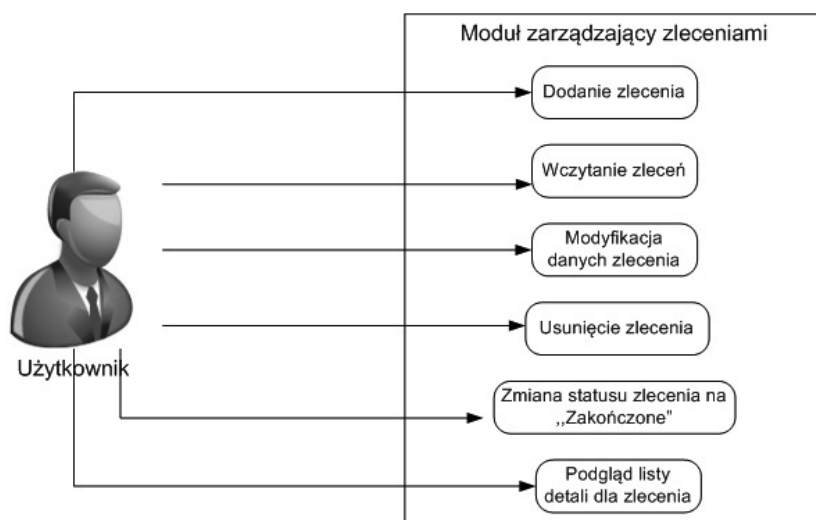 Moduł zarządzający zleceniami
Dodanie zlecenia
Wczytanie zleceń
Modyfikacja
danych zlecenia
Usunięcie zlecenia
Użytkownik
Zmiana statusu zlecenia na
,,Zakończone"
Podgląd listy
detali dla zlecenia